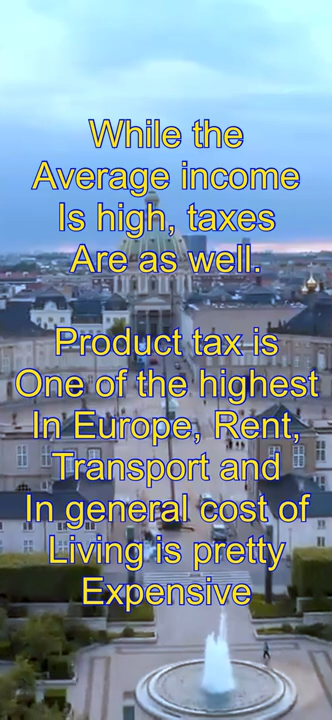 While the
Average income
Is high, taxes
Are as well.
Product tax is
One of the highest
In Europe, Rent,
Transport and
In general cost of
Living is pretty
Expensive